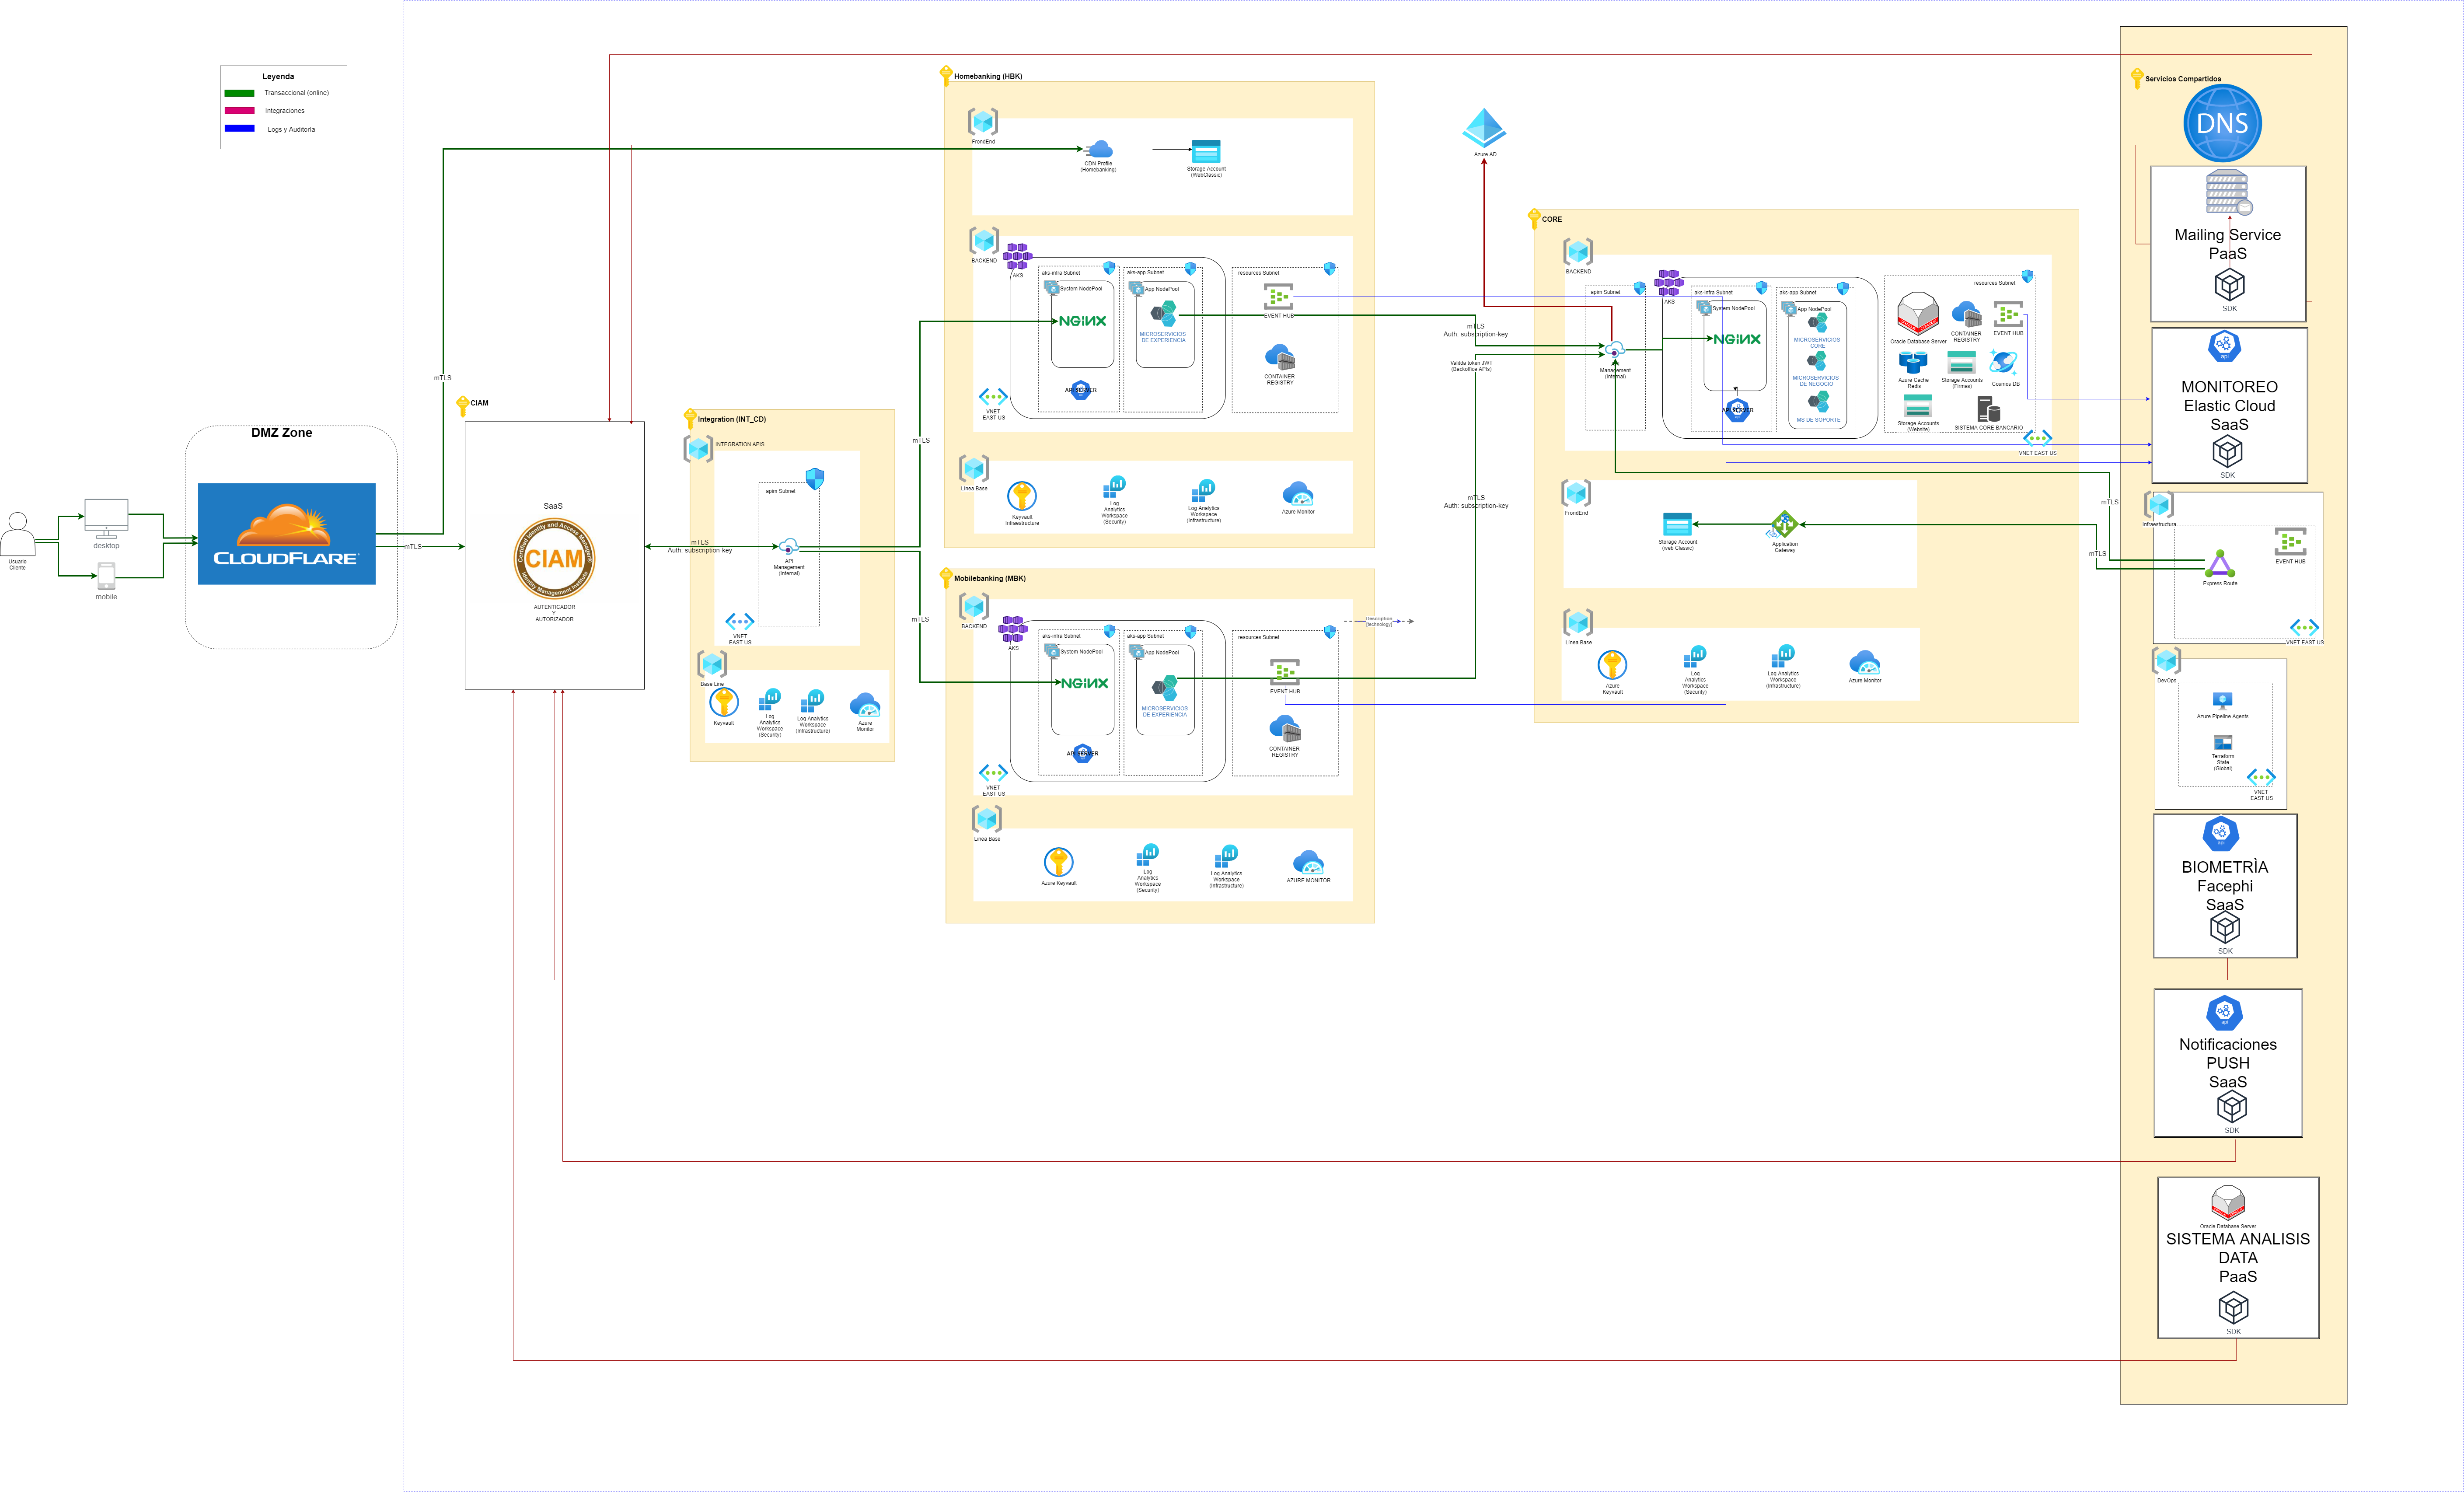 Leyenda
Transaccional (online)
Integraciones
Logs y Auditoría
Usuario
Cliente
desktop
mobile
DMZ Zone
CLOUDFLARE
mTLS
mTLS
CIAM
SaaS
CIAM
AUTENTICADOR
Y
AUTORIZADOR
mTLS
Auth: subscription-key
Integration (INT_CD)
INTEGRATION APIS
apim Subnet
API
Management
(Internal)
VNET
EAST US
Base Line
Keyvault
Log
Analytics
Workspace
(Security)
Log Analytics
Workspace
(Infrastructure)
Azure
Monitor
mTLS
mTLS
Homebanking (HBK)
FrondEnd
CDN Profile
(Homebanking)
Storage Account
(WebClassic)
BACKEND
AKS
aks-infra Subnet
System NodePool
NGINX
API SERVER
aks-app Subnet
App NodePool
MICROSERVICIOS
DE EXPERIENCIA
resources Subnet
EVENT HUB
CONTAINER
REGISTRY
VNET
EAST US
Linea Base
Keyvault
Infraestructura
Log
Analytics
Workspace
(Security)
Log Analytics
Workspace
(Infrastructure)
Azure Monitor
Mobilebanking (MBK)
BACKEND
AKS
aks-infra Subnet
System NodePool
NGINX
API SERVER
aks-app Subnet
App NodePool
MICROSERVICIOS
DE EXPERIENCIA
resources Subnet
EVENT HUB
CONTAINER
REGISTRY
VNET
EAST US
Linea Base
Azure Keyvault
Log
Analytics
Workspace
(Security)
Log Analytics
Workspace
(Infrastructure)
AZURE MONITOR
Description
[technology]
Azure AD
mTLS
Auth: subscription-key
Válida token JWT
(Backoffice APIs)
mTLS
Auth: subscription-key
CORE
BACKEND
apim Subnet
Management
(Internal)
AKS
aks-infra Subnet
System NodePool
NGINX
API SERVER
aks-app Subnet
App NodePool
MICROSERVICIOS
CORE
MICROSERVICIOS
DE NEGOCIO
MS DE SOPORTE
resources Subnet
Oracle Database Server
CONTAINER
REGISTRY
EVENT HUB
Azure Cache
Redis
Storage Accounts
(Firmas)
Cosmos DB
Storage Accounts
(Website)
SISTEMA CORE BANCARIO
VNET EAST US
FrondEnd
Storage Account
(web Classic)
Application
Gateway
Línea Base
Azure
Keyvault
Log
Analytics
Workspace
(Security)
Log Analytics
Workspace
(Infrastructure)
Azure Monitor
mTLS
mTLS
Servicios Compartidos
DNS
Mailing Service
PaaS
SDK
api
MONITOREO
Elastic Cloud
SaaS
SDK
Infraestructura
EVENT HUB
Express Route
VNET EAST US
DevOps
Azure Pipeline Agents
Terraform
State
(Global)
VNET
EAST US
api
BIOMETRÌA
Facephi
SaaS
SDK
api
Notificaciones
PUSH
SaaS
SDK
Oracle Database Server
SISTEMA ANALISIS
DATA
PaaS
SDK